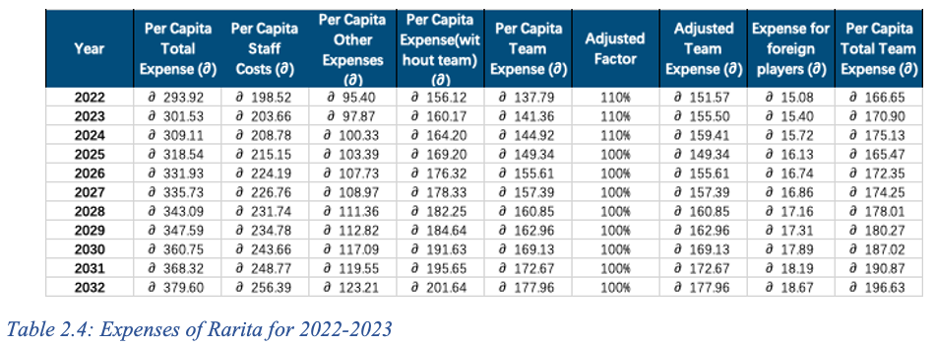 Year Per Capita Total Expense (∂) Per Capita Staff Costs (∂) Per Capita Other Expenses (∂) Per Capita Expense(wit hout team) (∂) Per Capita Team Expense (∂) Adjusted Factor Adjusted Team Expense (∂) Expense for foreign players (∂) Per Capita Total Team Expense (∂)
2022 ∂ 293.92 ∂ 198.52 ∂ 95.40 ∂ 156.12 ∂ 137.79 110% ∂ 151.57 ∂ 15.08 ∂ 166.65
2023 ∂ 301.53 ∂ 203.66 ∂ 97.87 ∂ 160.17 ∂ 141.36 110% ∂ 155.50 ∂ 15.40 ∂ 170.90
2024 ∂ 309.11 ∂ 208.78 ∂ 100.33 ∂ 164.20 ∂ 144.92 110% ∂ 159.41 ∂ 15.72 ∂ 175.13
2025 ∂ 318.54 ∂ 215.15 ∂ 103.39 ∂ 169.20 ∂ 149.34 100% ∂ 149.34 ∂ 16.13 ∂ 165.47
2026 ∂ 331.93 ∂ 224.19 ∂ 107.73 ∂ 176.32 ∂ 155.61 100% ∂ 155.61 ∂ 16.74 ∂ 172.35
2027 ∂ 335.73 ∂ 226.76 ∂ 108.97 ∂ 178.33 ∂ 157.39 100% ∂ 157.39 ∂ 16.86 ∂ 174.25
2028 ∂ 343.09 ∂ 231.74 ∂ 111.36 ∂ 182.25 ∂ 160.85 100% ∂ 160.85 ∂ 17.16 ∂ 178.01
2029 ∂ 347.59 ∂ 234.78 ∂ 112.82 ∂ 184.64 ∂ 162.96 100% ∂ 162.96 ∂ 17.31 ∂ 180.27
2030 ∂ 360.75 ∂ 243.66 ∂ 117.09 ∂ 191.63 ∂ 169.13 100% ∂ 169.13 ∂ 17.89 ∂ 187.02
2031 ∂ 368.32 ∂ 248.77 ∂ 119.55 ∂ 195.65 ∂ 172.67 100% ∂ 172.67 ∂ 18.19 ∂ 190.87
2032 ∂ 379.60 ∂ 256.39 ∂ 123.21 ∂ 201.64 ∂ 177.96 100% ∂ 177.96 ∂ 18.67 ∂ 196.63
Table 2.4: Expenses of Rarita for 2022-2023